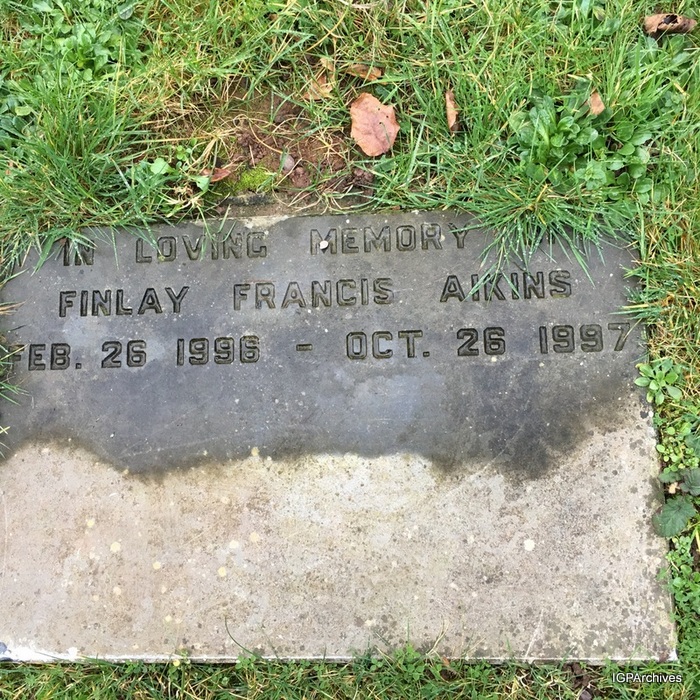 IN LOVING MEMORY
FINLAY FRANCIS AIKINS
FEB. 26 1996 - OCT. 26 1997
IGPArchives